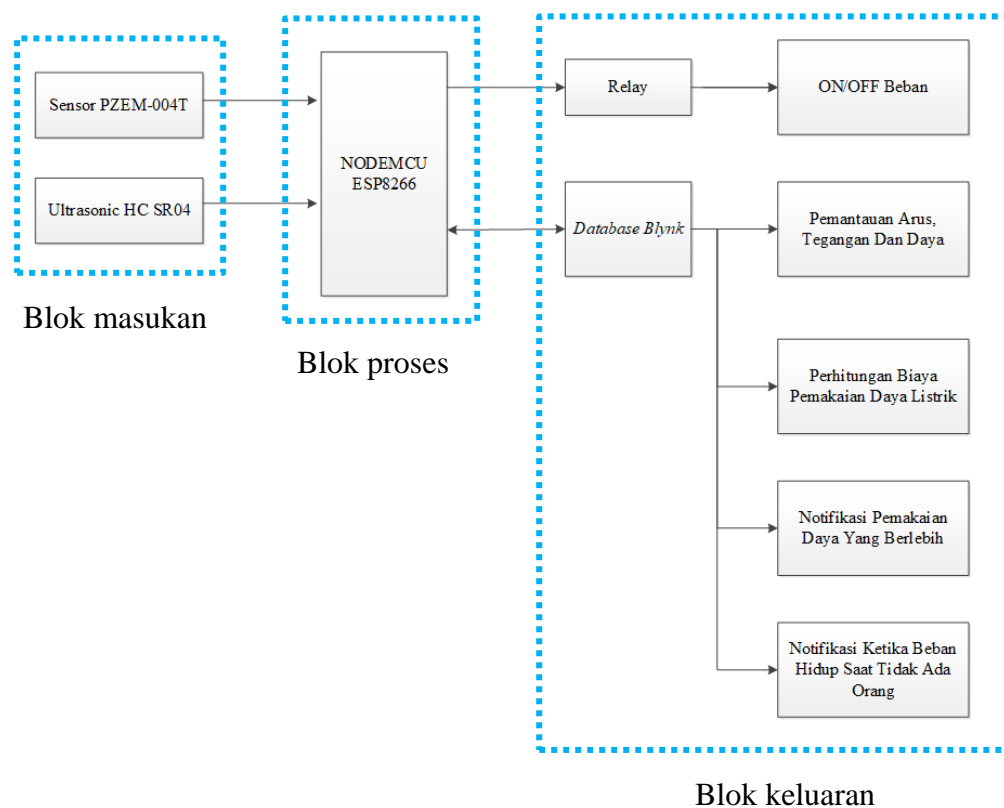 Sensor PZEM-004T
Ultrasonic HC SR04
Blok masukan
NODEMCU
ESP8266
Blok proses
Relay
ON/OFF Beban
Database Blynk
Pemantauan Arus,
Tegangan Dan Daya
Perhitungan Biaya
Pemakaian Daya Listrik
Notifikasi Pemakaian
Daya Yang Berlebih
Notifikasi Ketika Beban
Hidup Saat Tidak Ada
Orang
Blok keluaran